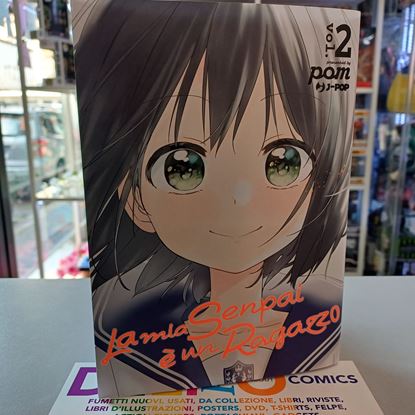 VOL. 2
presented by
pom
J-POP
La mia Senpai
è un Ragazzo
COMICS
FUMETTI NUOVI, USATI, DA COLLEZIONE, LIBRI, RIVISTE,
LIBRI D'ILLUSTRAZIONI, POSTERS, DVD, T-SHIRTS, FELPE,